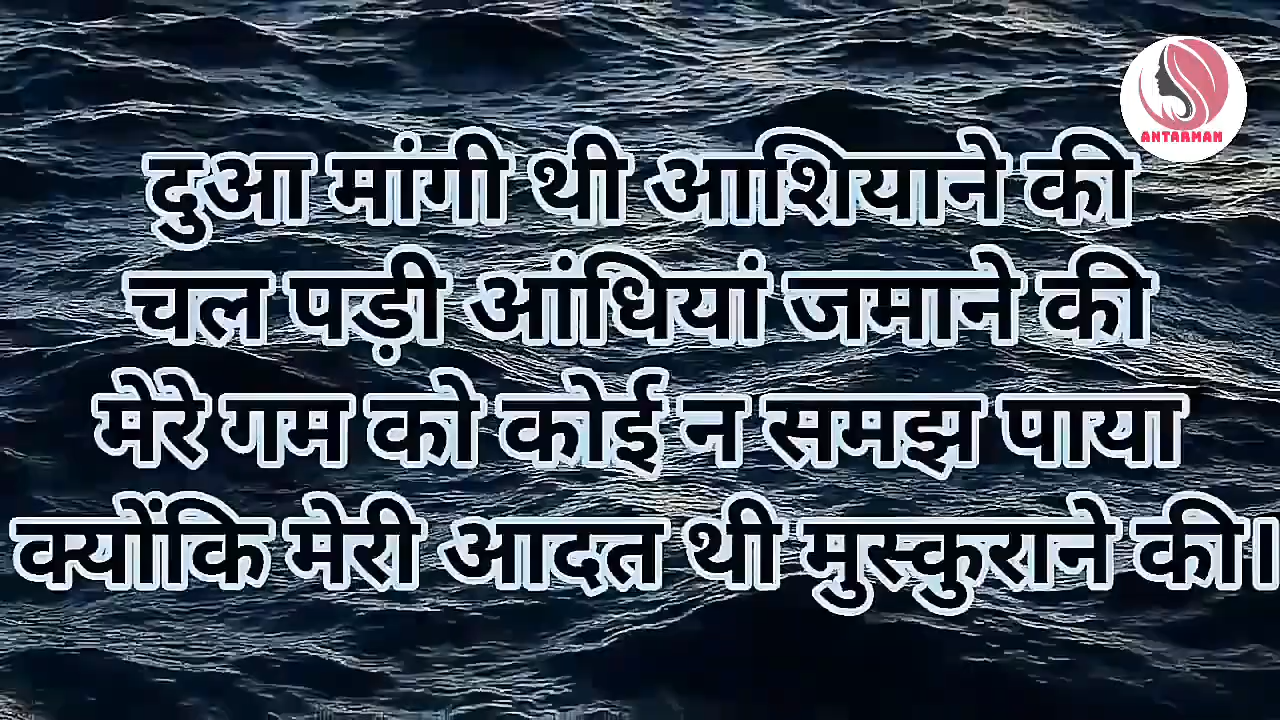 ANTARMAN
दुआ मांगी थी आशियाने की
चल पड़ी आंधियां जमाने की
मेरे गम को कोई न समझ पाया
क्योंकि मेरी आदत थी मुस्कुराने की।